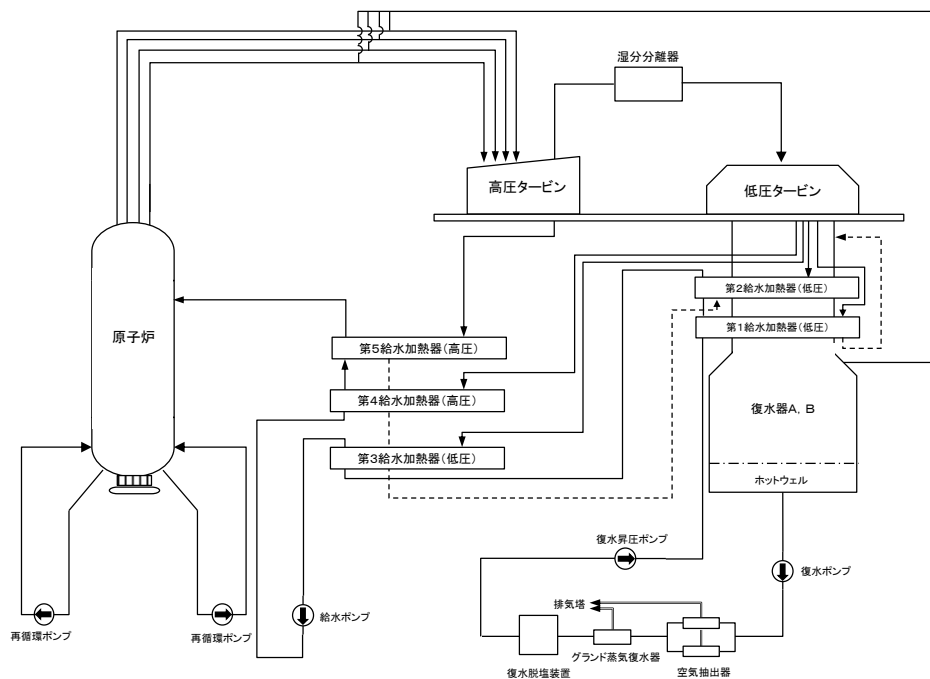 湿分分離器
高圧タービン
低圧タービン
第2給水加熱器(低圧)
第1給水加熱器(低圧)
原子炉
第5給水加熱器(高圧)
第4給水加熱器(高圧)
第3給水加熱器(低圧)
復水器A, B
ホットウェル
復水昇圧ポンプ
復水ポンプ
排気塔
給水ポンプ
再循環ポンプ
再循環ポンプ
グランド蒸気復水器
復水脱塩装置
空気抽出器